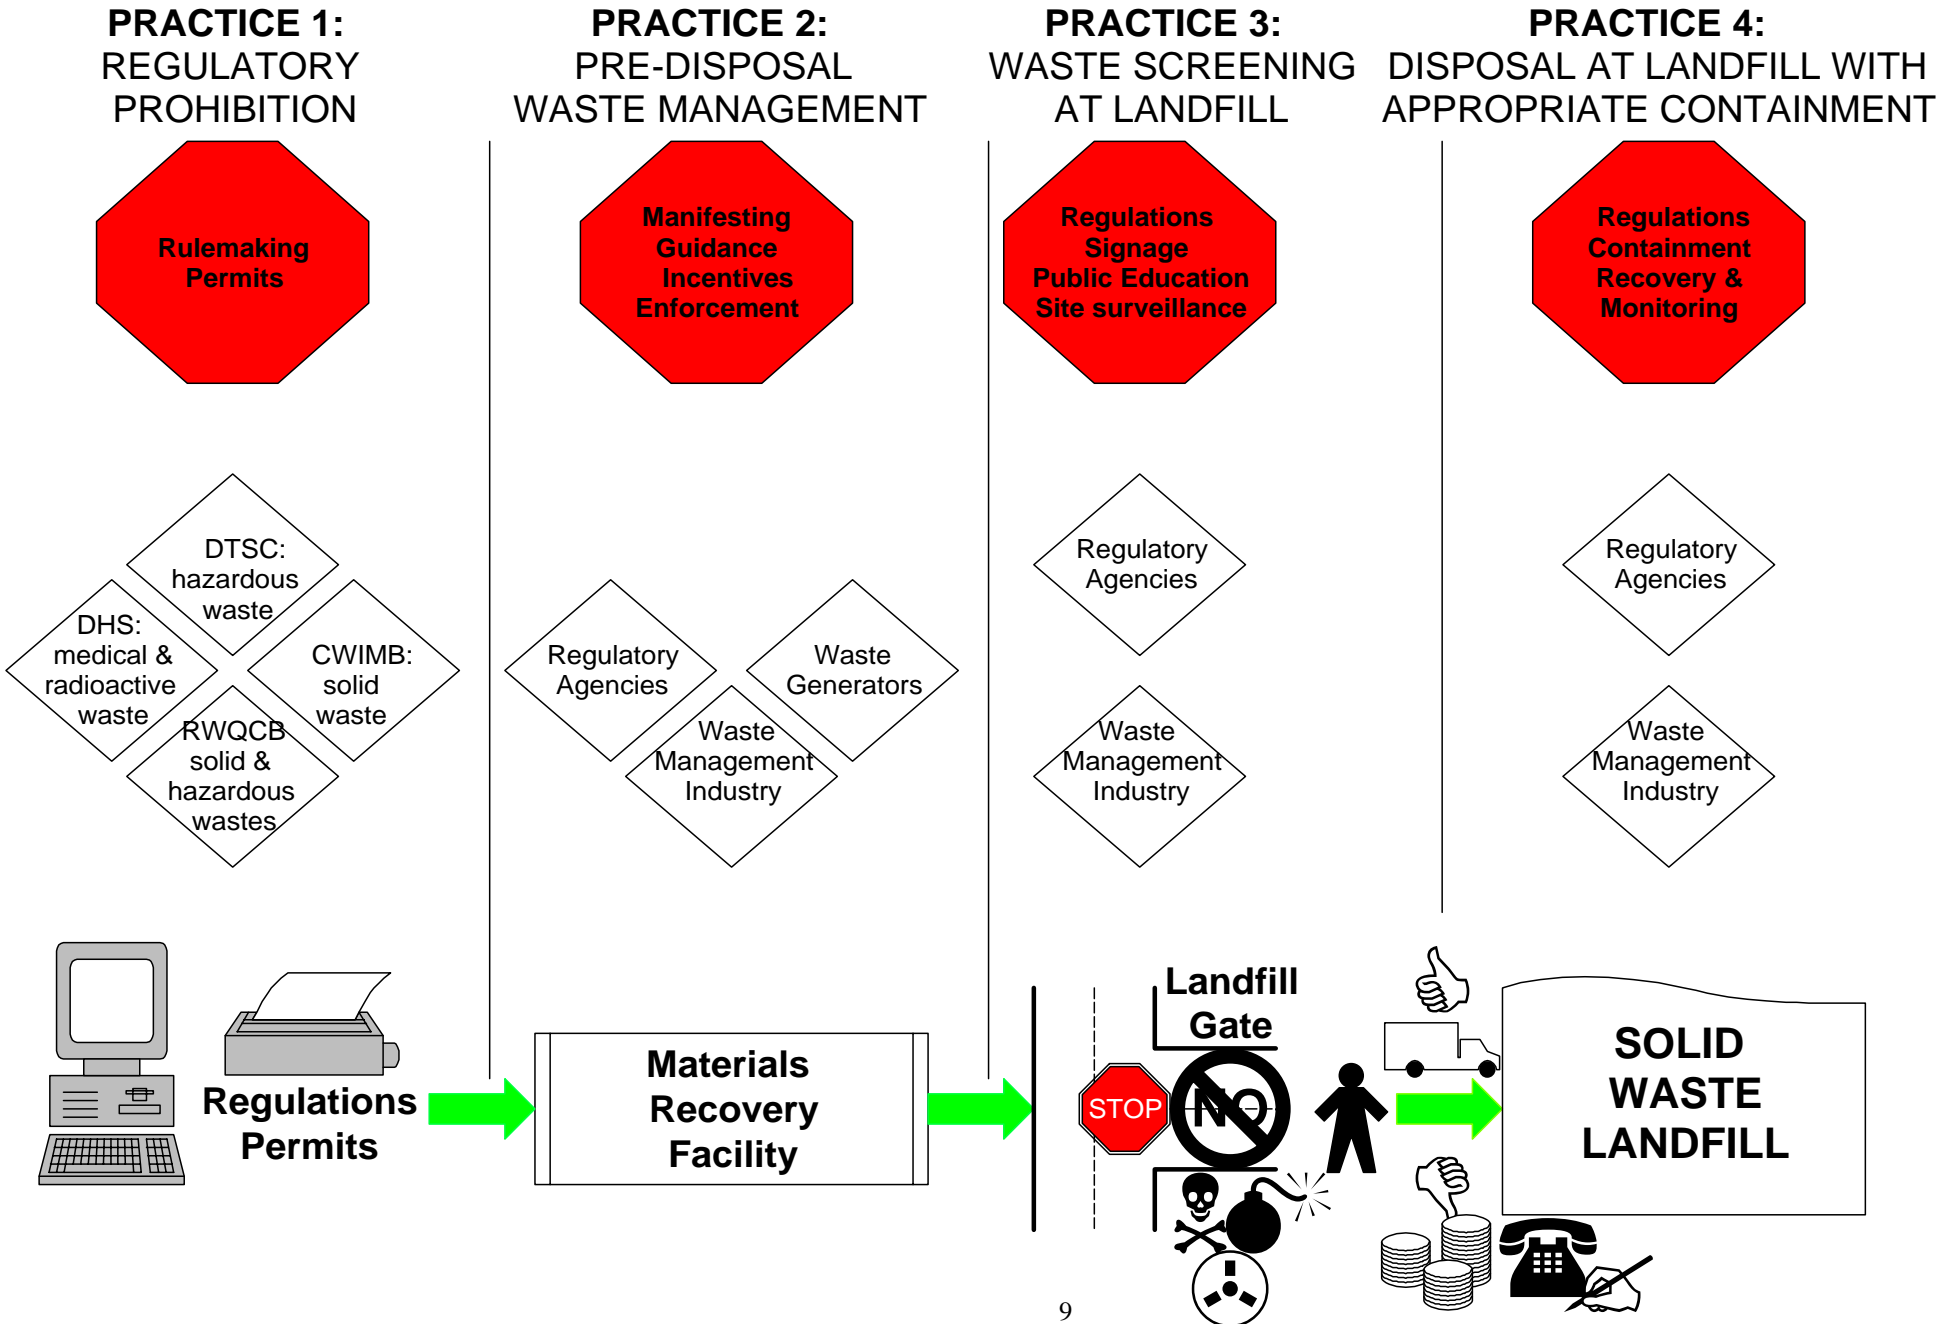 PRACTICE 1:
REGULATORY
PROHIBITION
PRACTICE 2:
PRE-DISPOSAL
WASTE MANAGEMENT
PRACTICE 3:
WASTE SCREENING
AT LANDFILL
PRACTICE 4:
DISPOSAL AT LANDFILL WITH
APPROPRIATE CONTAINMENT
Rulemaking
Permits
Manifesting
Guidance
Incentives
Enforcement
Regulations
Signage
Public Education
Site surveillance
Regulations
Containment
Recovery &
Monitoring
DTSC:
hazardous
waste
DHS:
medical &
radioactive
waste
CWIMB:
solid
waste
RWQCB
solid &
hazardous
wastes
Regulatory
Agencies
Waste
Generators
Waste
Management
Industry
Regulatory
Agencies
Waste
Management
Industry
Regulatory
Agencies
Waste
Management
Industry
Regulations
Permits
Materials
Recovery
Facility
Landfill
Gate
STOP
NO
SOLID
WASTE
LANDFILL
9